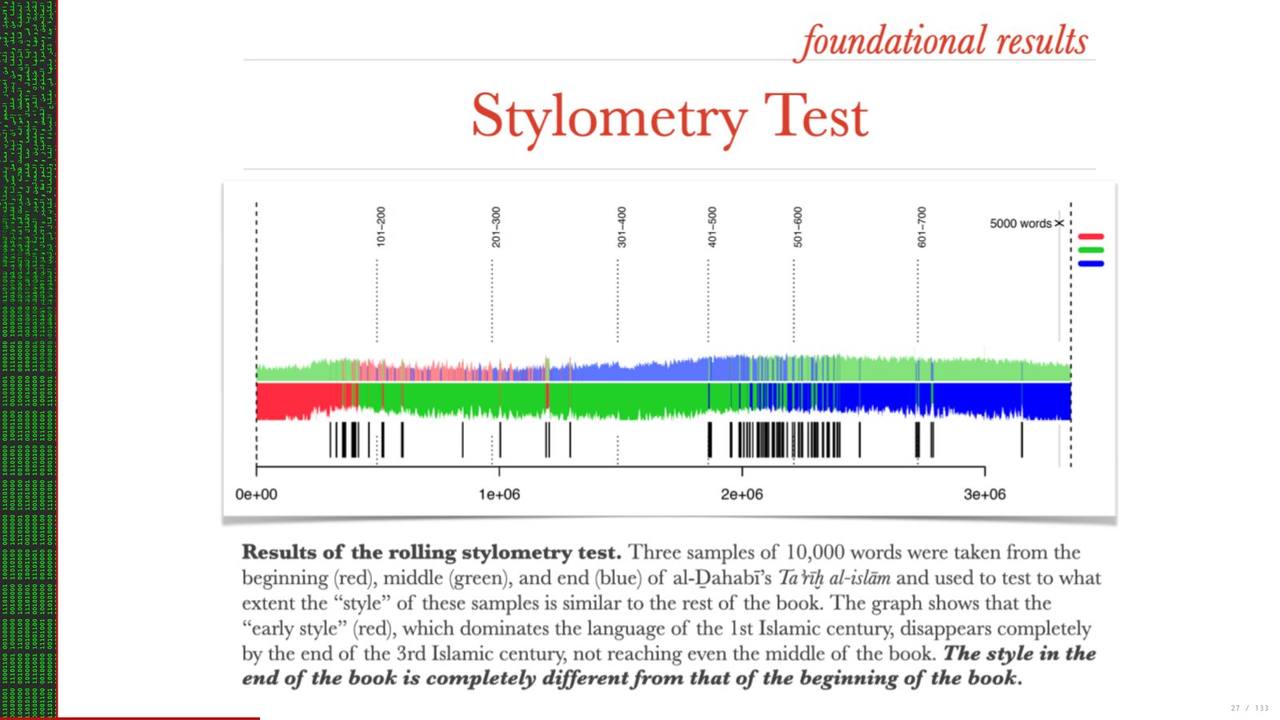 foundational results
Stylometry Test
101–200
201–300
301–400
401–500
501–600
601–700
5000 words
0e+00 1e+06 2e+06 3e+06
Results of the rolling stylometry test. Three samples of 10,000 words were taken from the
beginning (red), middle (green), and end (blue) of al-Ḏahabī’s Taʾrīḫ al-islām and used to test to what
extent the “style” of these samples is similar to the rest of the book. The graph shows that the
“early style” (red), which dominates the language of the 1st Islamic century, disappears completely
by the end of the 3rd Islamic century, not reaching even the middle of the book. The style in the
end of the book is completely different from that of the beginning of the book.
27 / 133